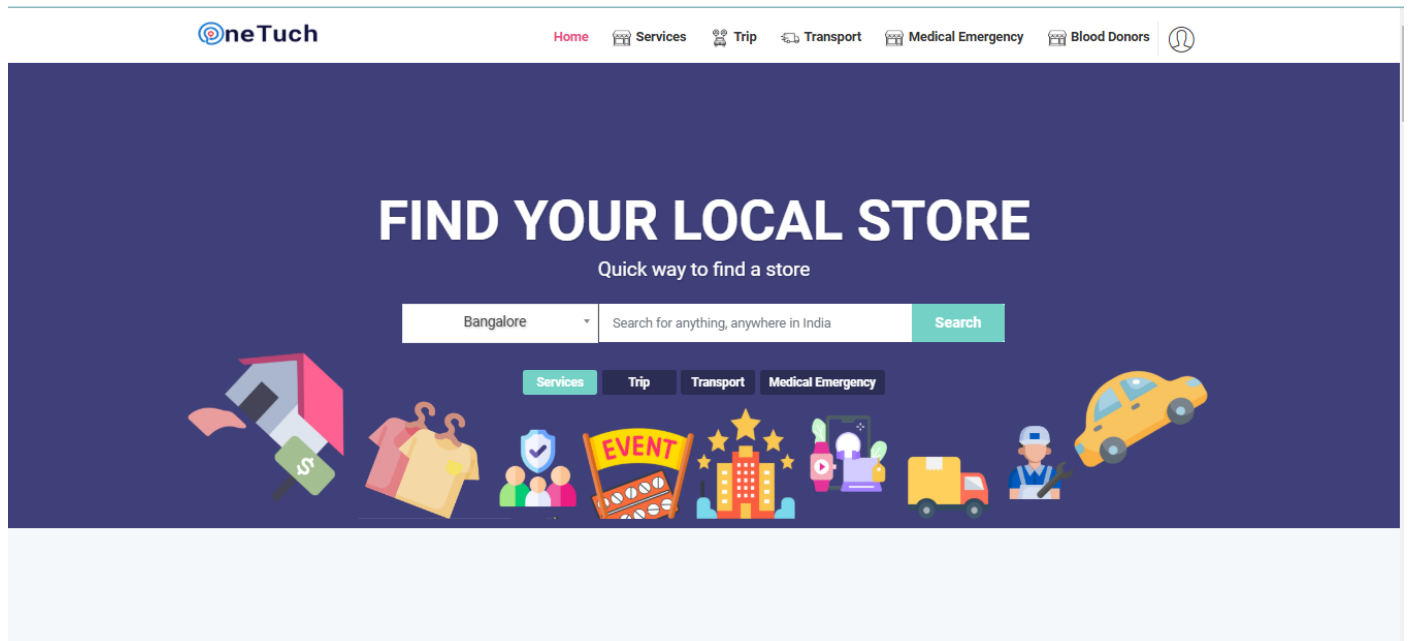 OneTuch
Home Services Trip Transport Medical Emergency Blood Donors
FIND YOUR LOCAL STORE
Quick way to find a store
Bangalore Search for anything, anywhere in India Search
Services Trip Transport Medical Emergency
EVENT
$